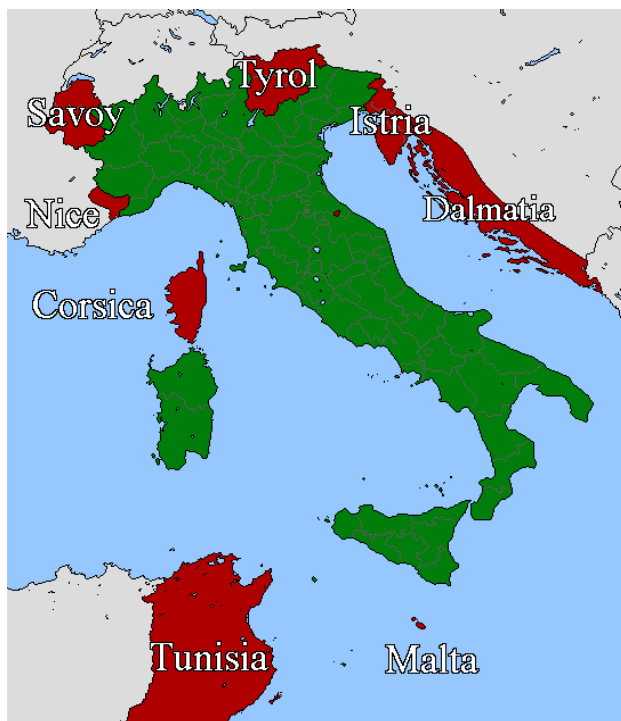 Tyrol
Savoy
Istria
Nice
Dalmatia
Corsica
Tunisia
Malta